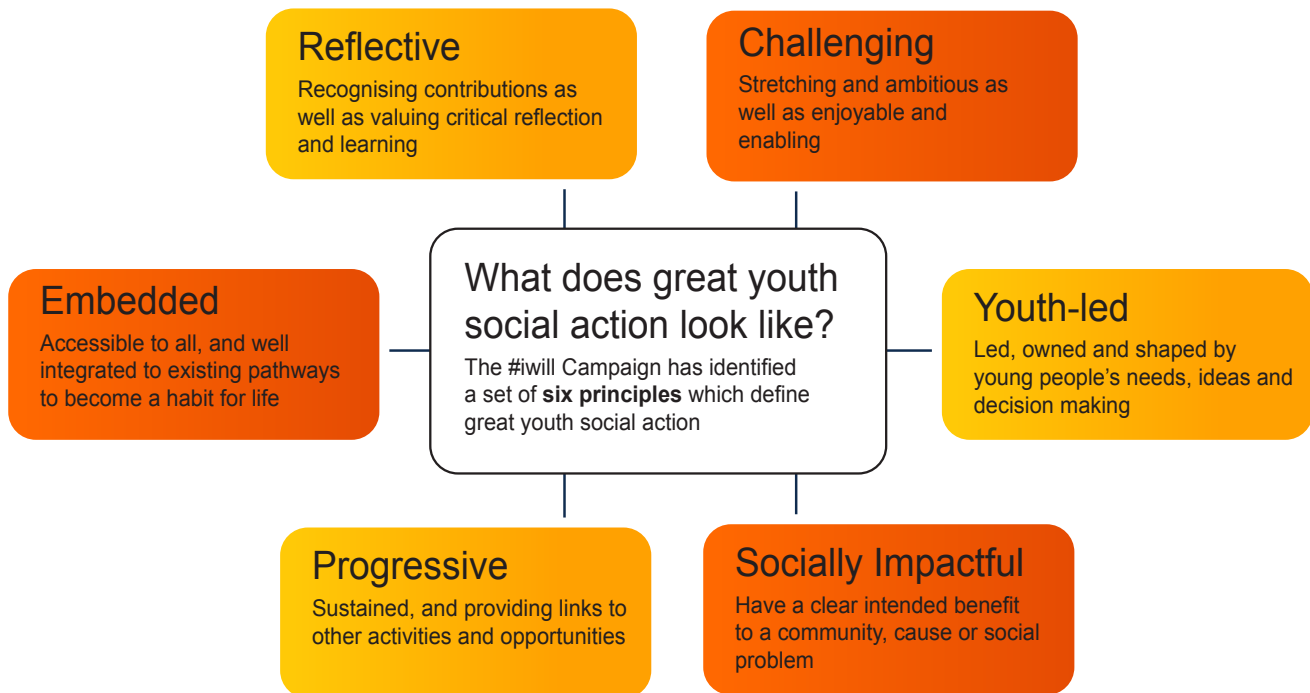 Reflective
Recognising contributions as
well as valuing critical reflection
and learning
Challenging
Stretching and ambitious as
well as enjoyable and
enabling
Embedded
Accessible to all, and well
integrated to existing pathways
to become a habit for life
What does great youth
social action look like?
The #iwill Campaign has identified
a set of six principles which define
great youth social action
Youth-led
Led, owned and shaped by
young people’s needs, ideas and
decision making
Progressive
Sustained, and providing links to
other activities and opportunities
Socially Impactful
Have a clear intended benefit
to a community, cause or social
problem